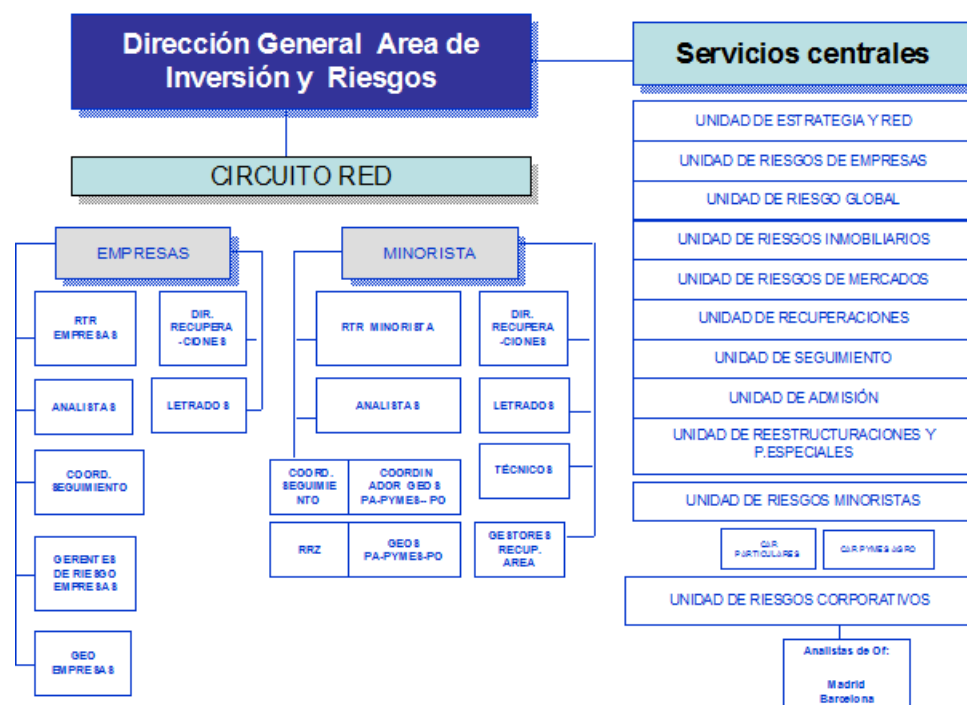 Dirección General Area de
Inversión y Riesgos
Servicios centrales
CIRCUITO RED
EMPRESAS
RTR
EMPRESAS
DIR.
RECUPERA
-CIONES
ANALISTAS
LETRADOS
COORD.
SEGUIMIENTO
GERENTES
DE RIESGO
EMPRESAS
GEO
EMPRESAS
MINORISTA
RTR MINORISTA
DIR.
RECUPERA
-CIONES
ANALISTAS
LETRADOS
COORD.
SEGUIMIE
NTO
COORDIN
ADOR GEOS
PA-PYMES--PO
TÉCNICOS
RRZ
GEOS
PA-PYMES-PO
GESTORES
RECUP.
AREA
UNIDAD DE ESTRATEGIA Y RED
UNIDAD DE RIESGOS DE EMPRESAS
UNIDAD DE RIESGO GLOBAL
UNIDAD DE RIESGOS INMOBILIARIOS
UNIDAD DE RIESGOS DE MERCADOS
UNIDAD DE RECUPERACIONES
UNIDAD DE SEGUIMIENTO
UNIDAD DE ADMISIÓN
UNIDAD DE REESTRUCTURACIONES Y
P.ESPECIALES
UNIDAD DE RIESGOS MINORISTAS
CAR
PARTICULARES
CAR PYMES AGRO
UNIDAD DE RIESGOS CORPORATIVOS
Analistas de Of:
Madrid
Barcelona